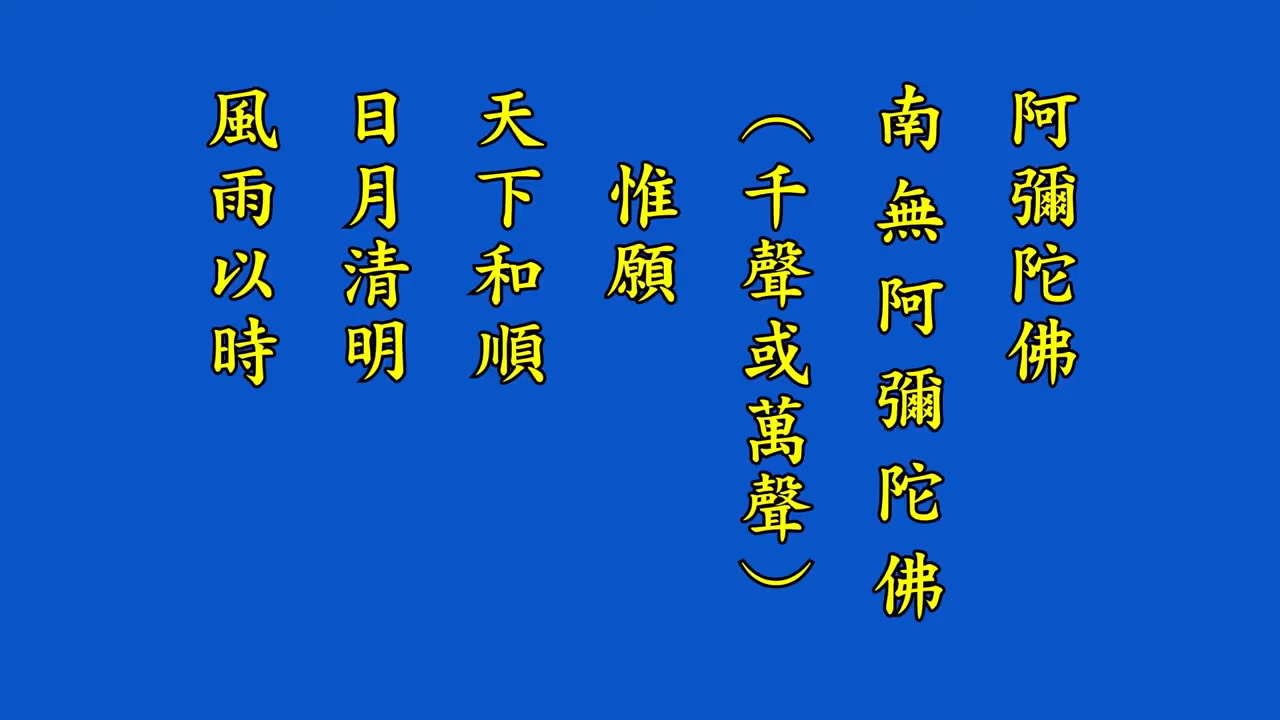 阿彌陀佛
南無阿彌陀佛
（千聲或萬聲）
惟願
天下和順
日月清明
風雨以時